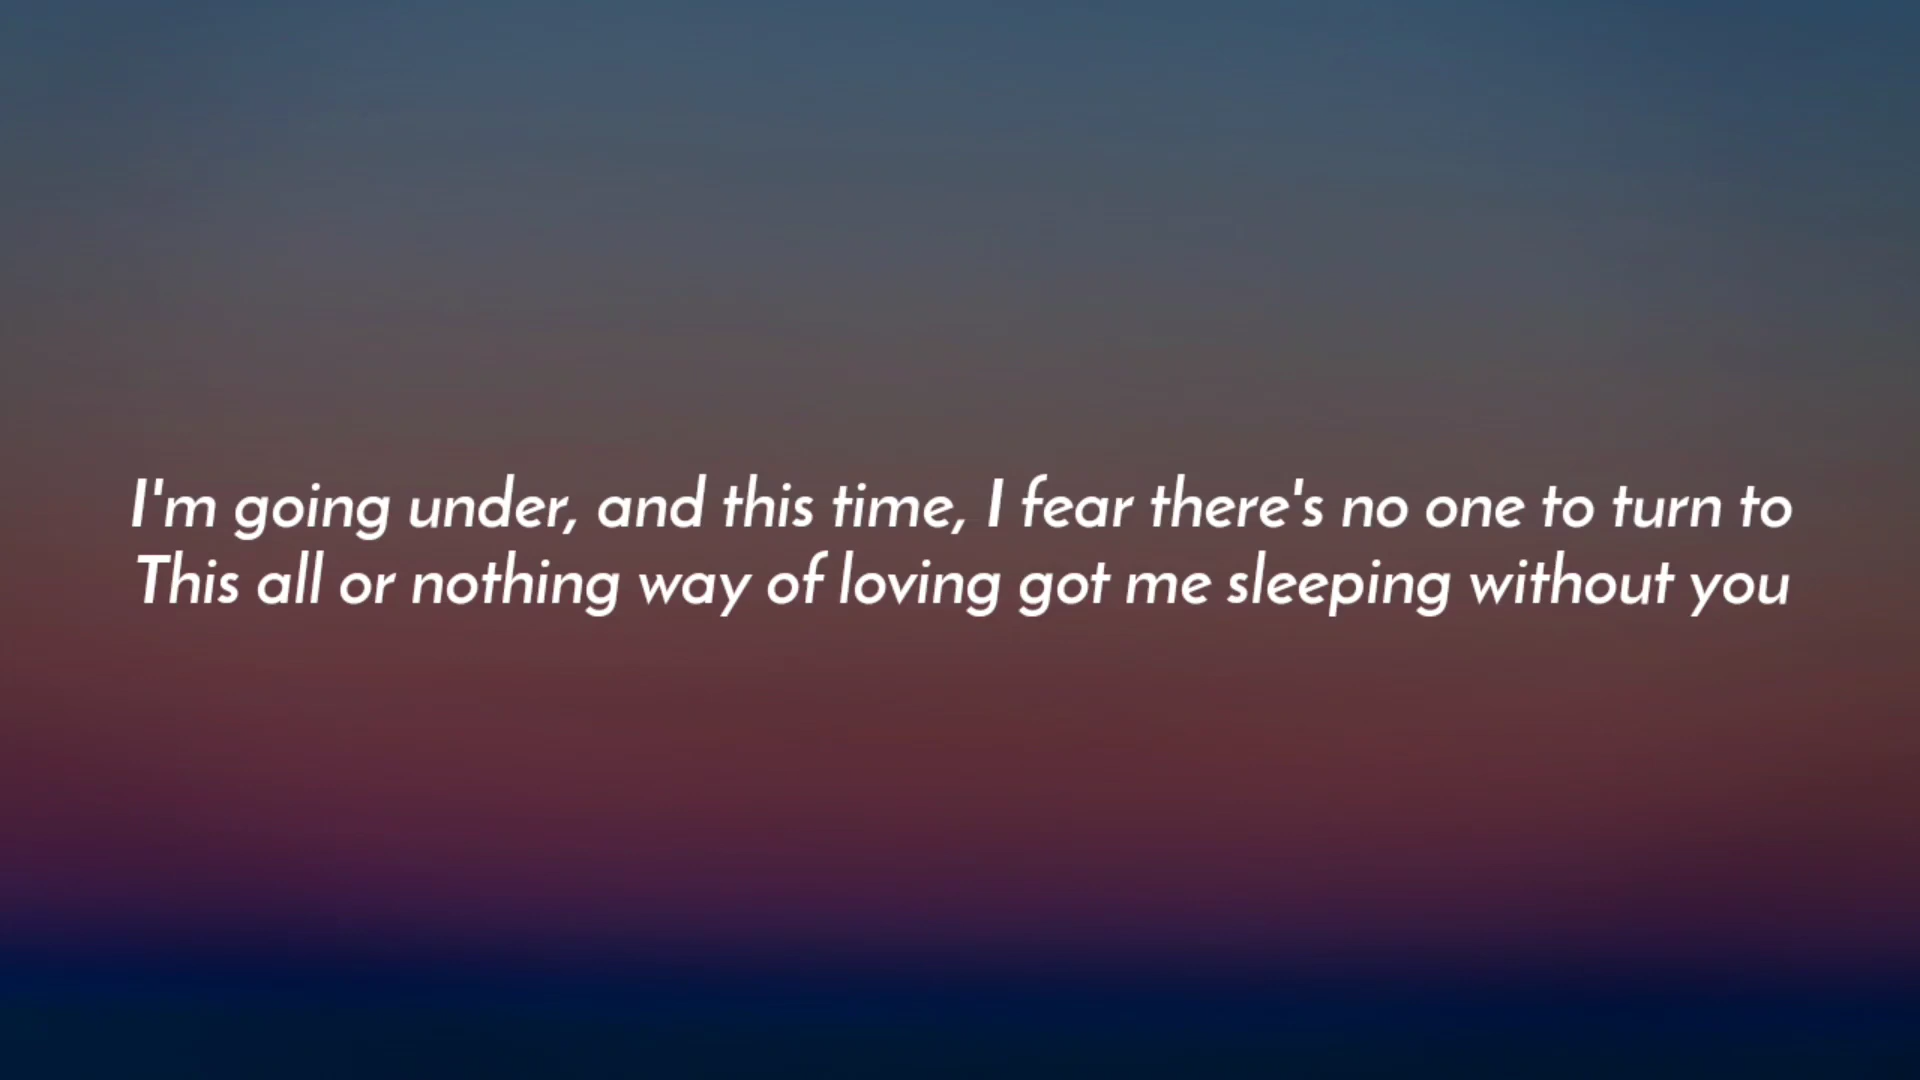 I'm going under, and this time, I fear there's no one to turn to
This all or nothing way of loving got me sleeping without you